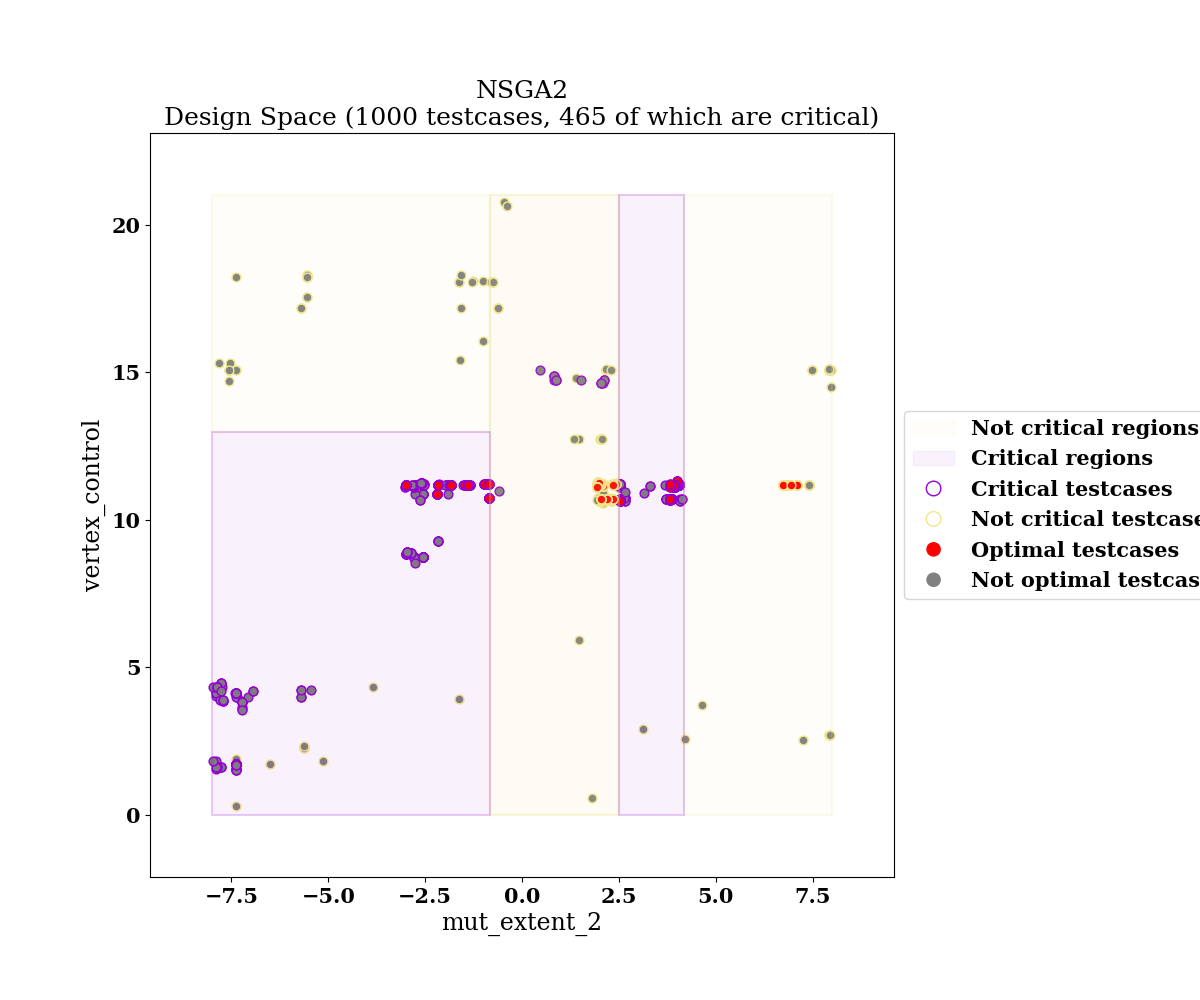 NSGA2
Design Space (1000 testcases, 465 of which are critical)
20
15
10
5
0
vertex_control
−7.5 −5.0 −2.5 0.0 2.5 5.0 7.5
mut_extent_2
Not critical regions
Critical regions
Critical testcases
Not critical testcase
Optimal testcases
Not optimal testcas